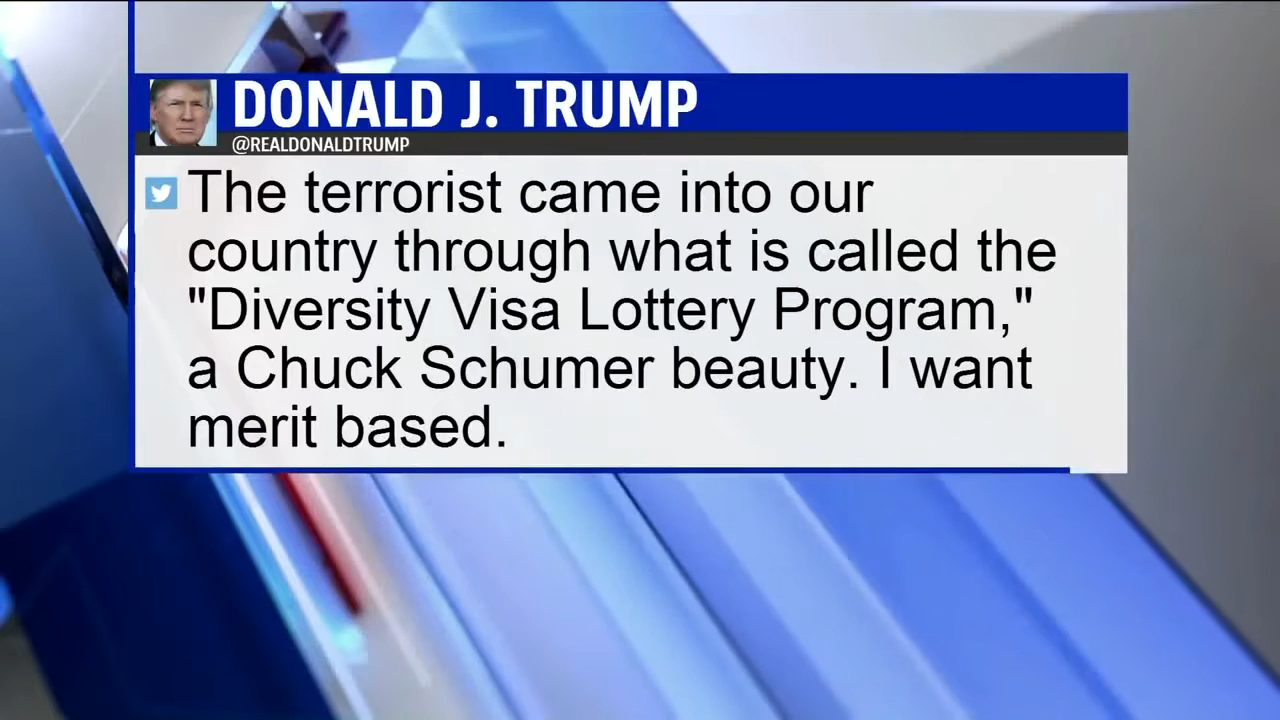 DONALD J. TRUMP
@REALDONALDTRUMP
The terrorist came into our
country through what is called the
"Diversity Visa Lottery Program,"
a Chuck Schumer beauty. I want
merit based.